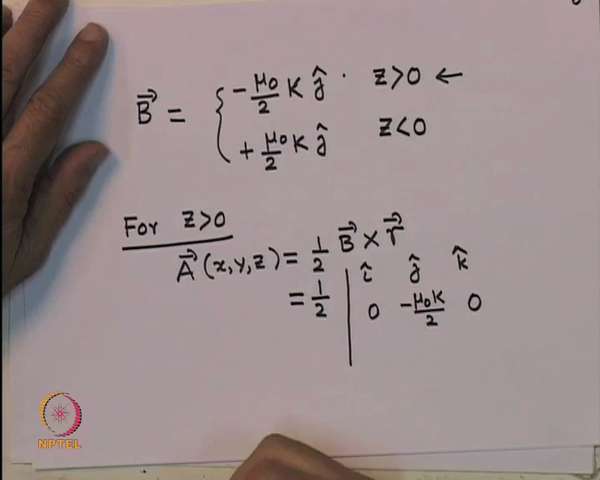 B⃗ = { -μ₀/2 K ĵ . z>0 ←
+μ₀/2 K ĵ z<0
For z>0
A⃗ (x,y,z) = 1/2 B⃗ × r⃗
= 1/2 | î ĵ k̂
0 -μ₀K/2 0
NPTEL